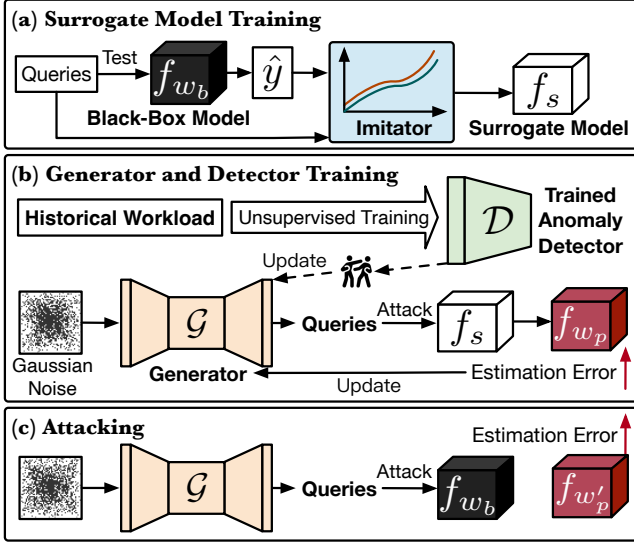 (a) Surrogate Model Training
Queries
Test
f_{w_b}
ŷ
Black-Box Model
Imitator
f_s
Surrogate Model
(b) Generator and Detector Training
Historical Workload
Unsupervised Training
𝒟
Trained
Anomaly
Detector
Update
𝒢
Queries
Attack
f_s
f_{w_p}
Gaussian
Noise
Generator
Update
Estimation Error
(c) Attacking
Estimation Error
𝒢
Queries
Attack
f_{w_b}
f_{w'_p}